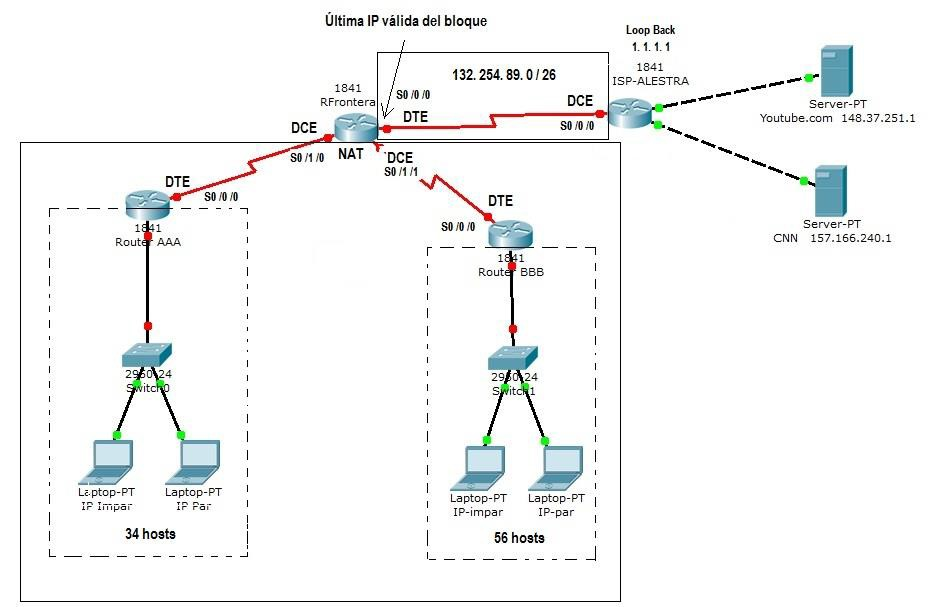 Última IP válida del bloque
Loop Back
1. 1. 1. 1
1841
ISP-ALESTRA
132. 254. 89. 0 / 26
1841
RFrontera
S0 /0 /0
DTE
DCE
S0 /0 /0
Server-PT
Youtube.com 148.37.251.1
DCE
S0 /1 /0
NAT
DCE
S0 /1 /1
DTE
S0 /0 /0
DTE
S0 /0 /0
1841
Router AAA
1841
Router BBB
Server-PT
CNN 157.166.240.1
2950-24
Switch0
2950-24
Switch1
Laptop-PT
IP Impar
Laptop-PT
IP Par
Laptop-PT
IP-impar
Laptop-PT
IP-par
34 hosts
56 hosts